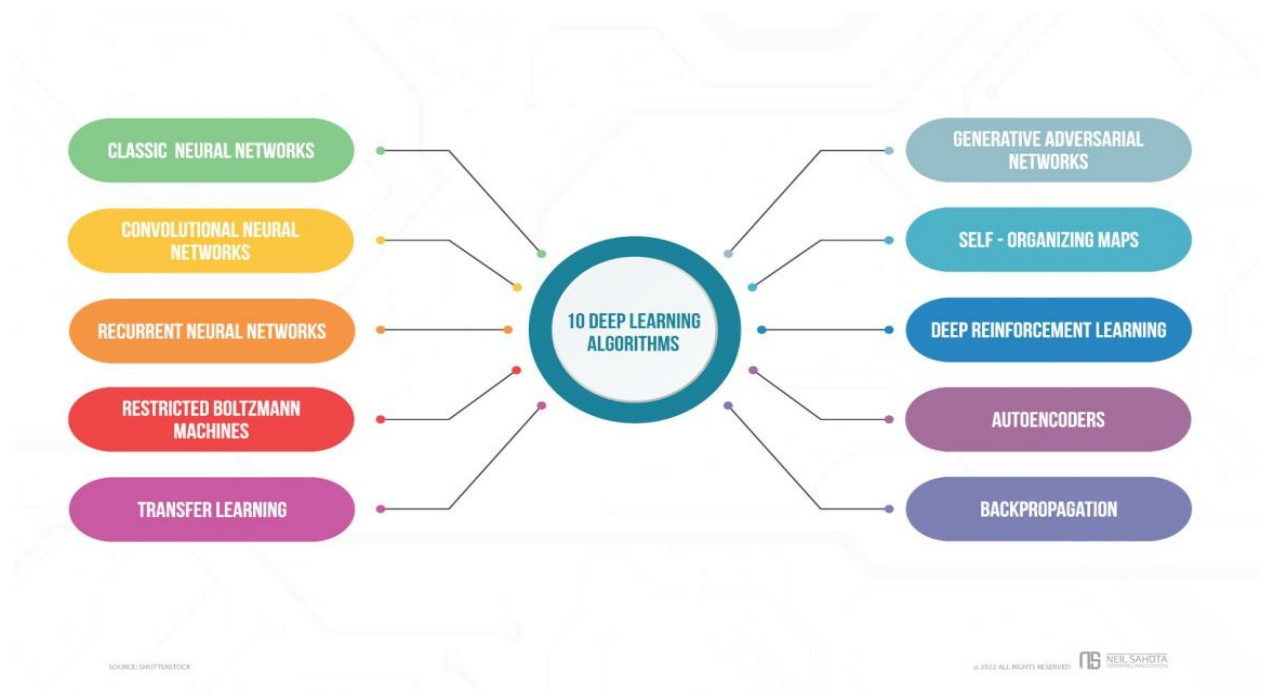 CLASSIC NEURAL NETWORKS
CONVOLUTIONAL NEURAL
NETWORKS
RECURRENT NEURAL NETWORKS
RESTRICTED BOLTZMANN
MACHINES
TRANSFER LEARNING
10 DEEP LEARNING
ALGORITHMS
GENERATIVE ADVERSARIAL
NETWORKS
SELF - ORGANIZING MAPS
DEEP REINFORCEMENT LEARNING
AUTOENCODERS
BACKPROPAGATION
SOURCE: SHUTTERSTOCK
© 2022 ALL RIGHTS RESERVED
NS
NEIL SAHOTA